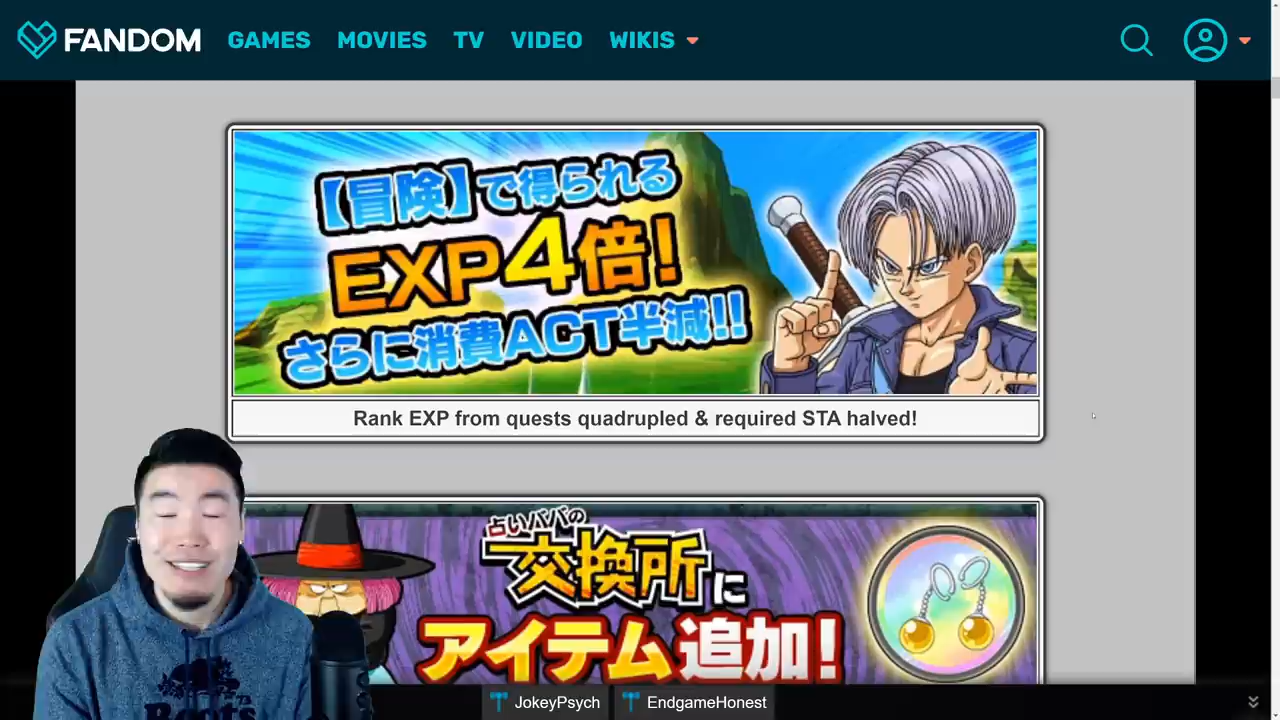 FANDOM GAMES MOVIES TV VIDEO WIKIS
【冒険】で得られる
EXP4倍!
さらに消費ACT半減!!
Rank EXP from quests quadrupled & required STA halved!
占いババの
交換所に
アイテム追加!
Roots
JokeyPsych EndgameHonest